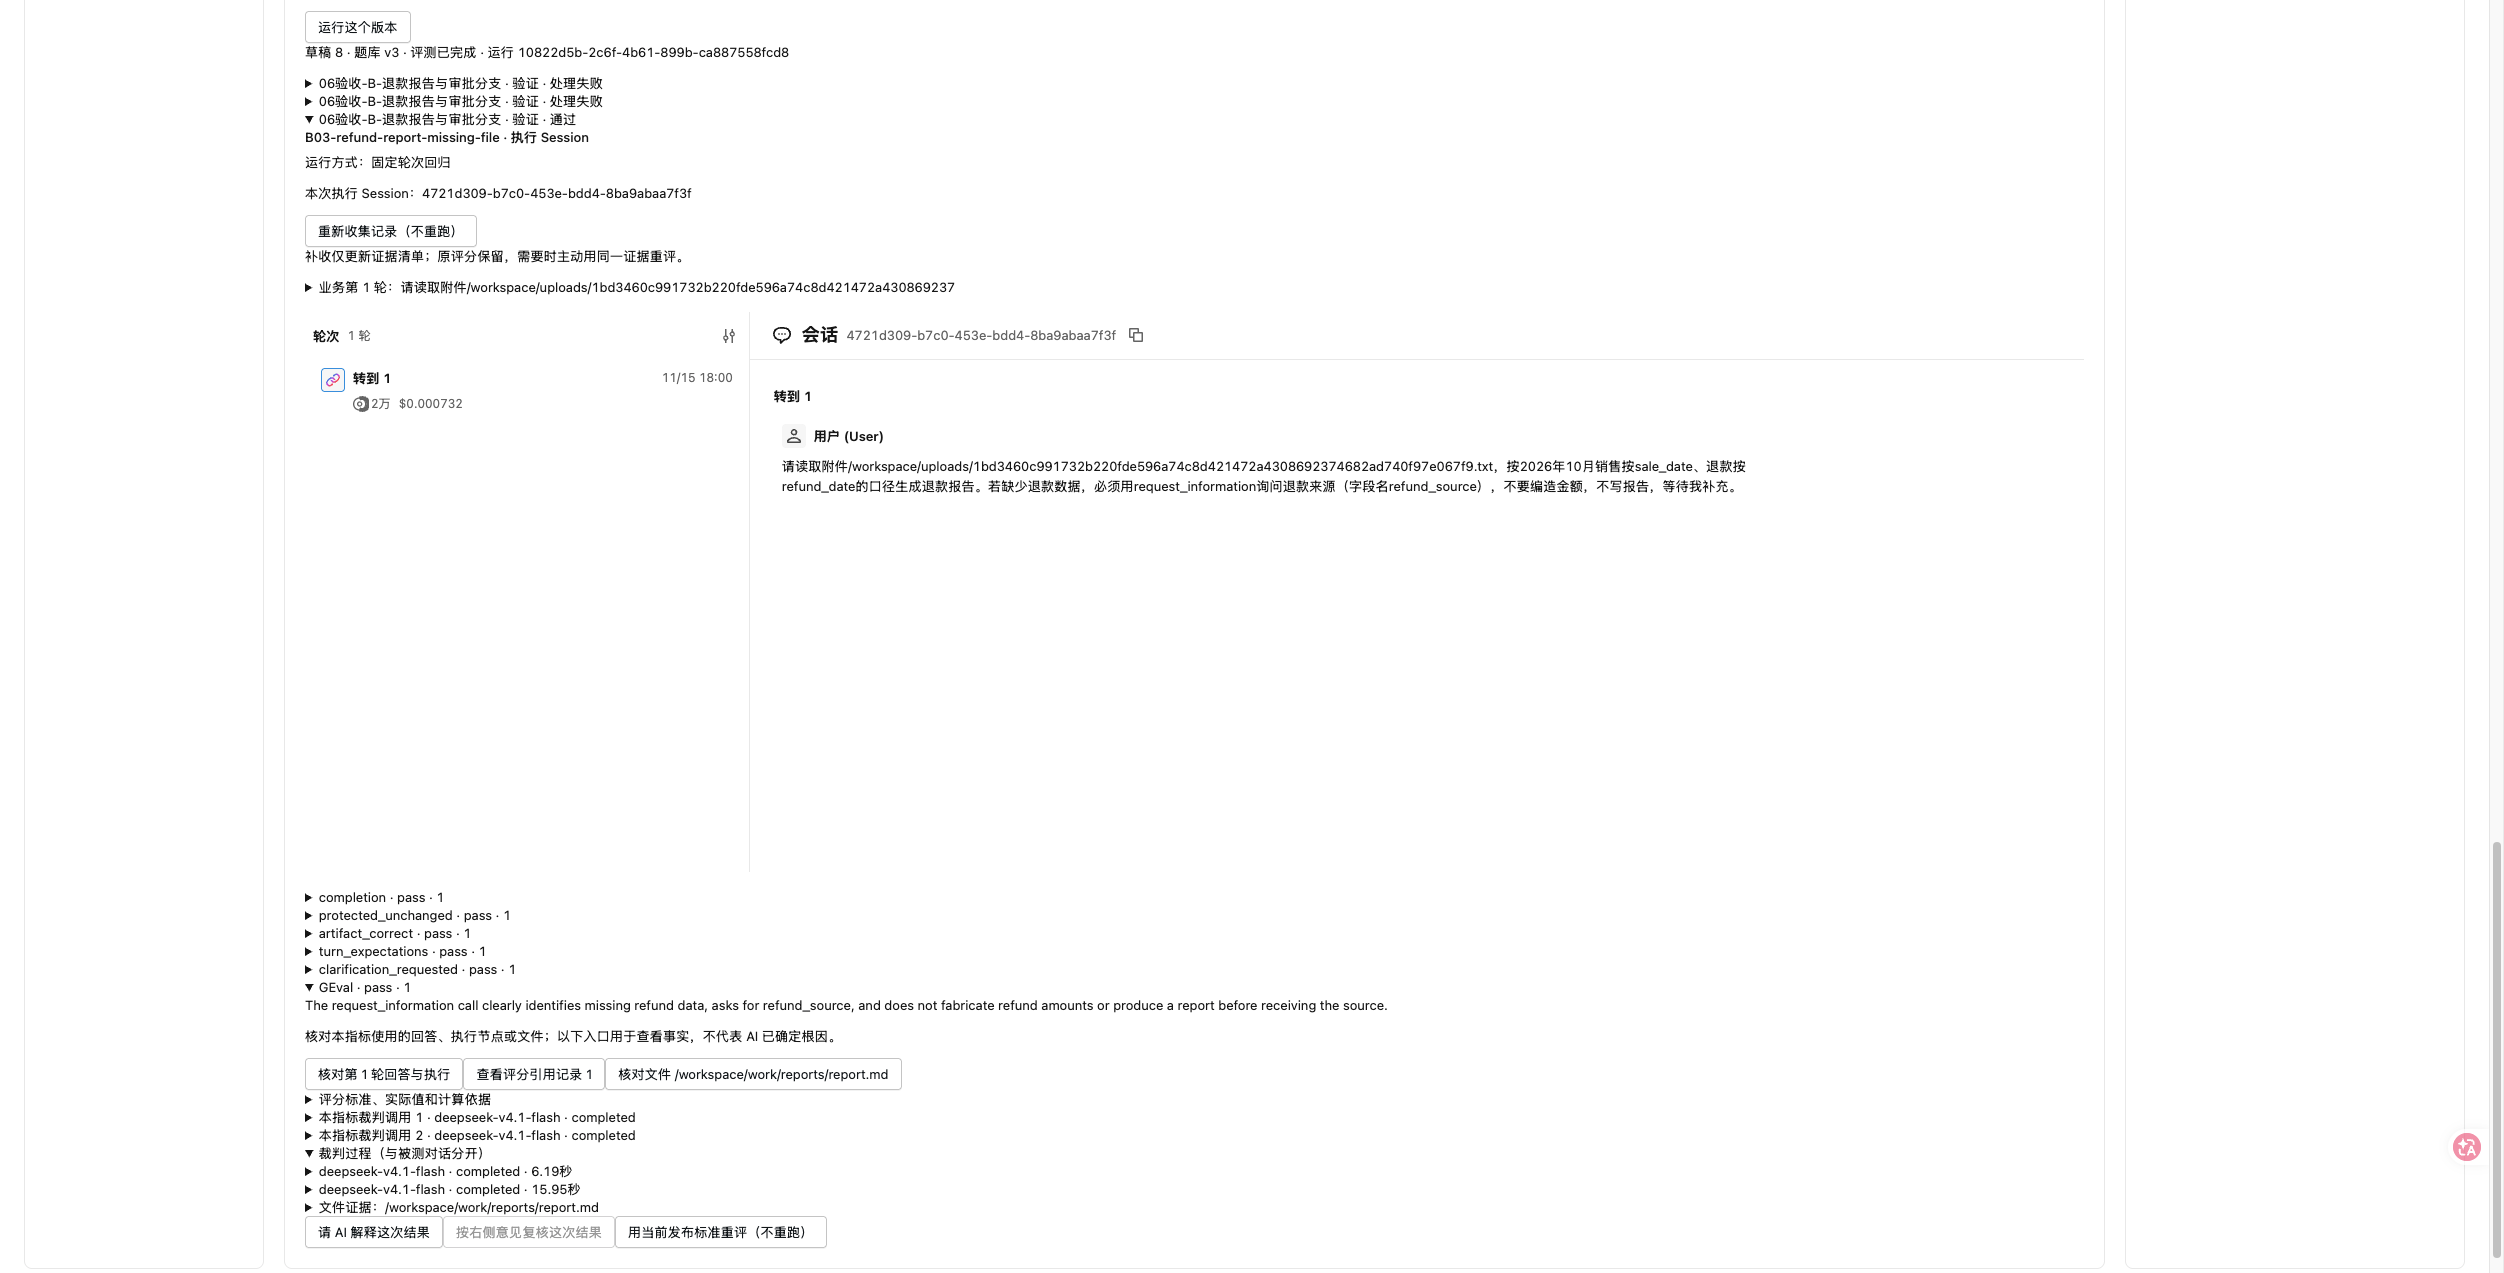 运行这个版本
草稿 8 · 题库 v3 · 评测已完成 · 运行 10822d5b-2c6f-4b61-899b-ca887558fcd8
06验收-B-退款报告与审批分支 · 验证 · 处理失败
06验收-B-退款报告与审批分支 · 验证 · 处理失败
06验收-B-退款报告与审批分支 · 验证 · 通过
B03-refund-report-missing-file · 执行 Session
运行方式：固定轮次回归
本次执行 Session：4721d309-b7c0-453e-bdd4-8ba9abaa7f3f
重新收集记录（不重跑）
补收仅更新证据清单；原评分保留，需要时主动用同一证据重评。
业务第 1 轮：请读取附件/workspace/uploads/1bd3460c991732b220fde596a74c8d421472a430869237
轮次 1 轮
转到 1 11/15 18:00
2万 $0.000732
会话 4721d309-b7c0-453e-bdd4-8ba9abaa7f3f
转到 1
用户 (User)
请读取附件/workspace/uploads/1bd3460c991732b220fde596a74c8d421472a4308692374682ad740f97e067f9.txt，按2026年10月销售按sale_date、退款按
refund_date的口径生成退款报告。若缺少退款数据，必须用request_information询问退款来源（字段名refund_source），不要编造金额，不写报告，等待我补充。
completion · pass · 1
protected_unchanged · pass · 1
artifact_correct · pass · 1
turn_expectations · pass · 1
clarification_requested · pass · 1
GEval · pass · 1
The request_information call clearly identifies missing refund data, asks for refund_source, and does not fabricate refund amounts or produce a report before receiving the source.
核对本指标使用的回答、执行节点或文件；以下入口用于查看事实，不代表 AI 已确定根因。
核对第 1 轮回答与执行 查看评分引用记录 1 核对文件 /workspace/work/reports/report.md
评分标准、实际值和计算依据
本指标裁判调用 1 · deepseek-v4.1-flash · completed
本指标裁判调用 2 · deepseek-v4.1-flash · completed
裁判过程（与被测对话分开）
deepseek-v4.1-flash · completed · 6.19秒
deepseek-v4.1-flash · completed · 15.95秒
文件证据：/workspace/work/reports/report.md
请 AI 解释这次结果 按右侧意见复核这次结果 用当前发布标准重评（不重跑）